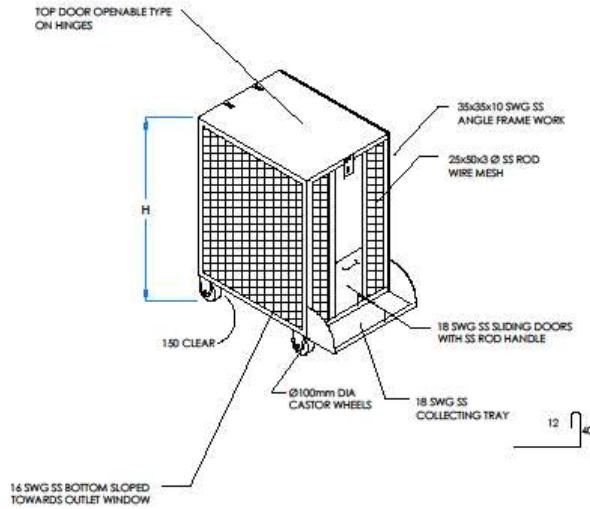 TOP DOOR OPENABLE TYPE
ON HINGES
35x35x10 SWG SS
ANGLE FRAME WORK
25x50x3 Ø SS ROD
WIRE MESH
H
18 SWG SS SLIDING DOORS
WITH SS ROD HANDLE
150 CLEAR
Ø100mm DIA
CASTOR WHEELS
18 SWG SS
COLLECTING TRAY
12
40
16 SWG SS BOTTOM SLOPED
TOWARDS OUTLET WINDOW